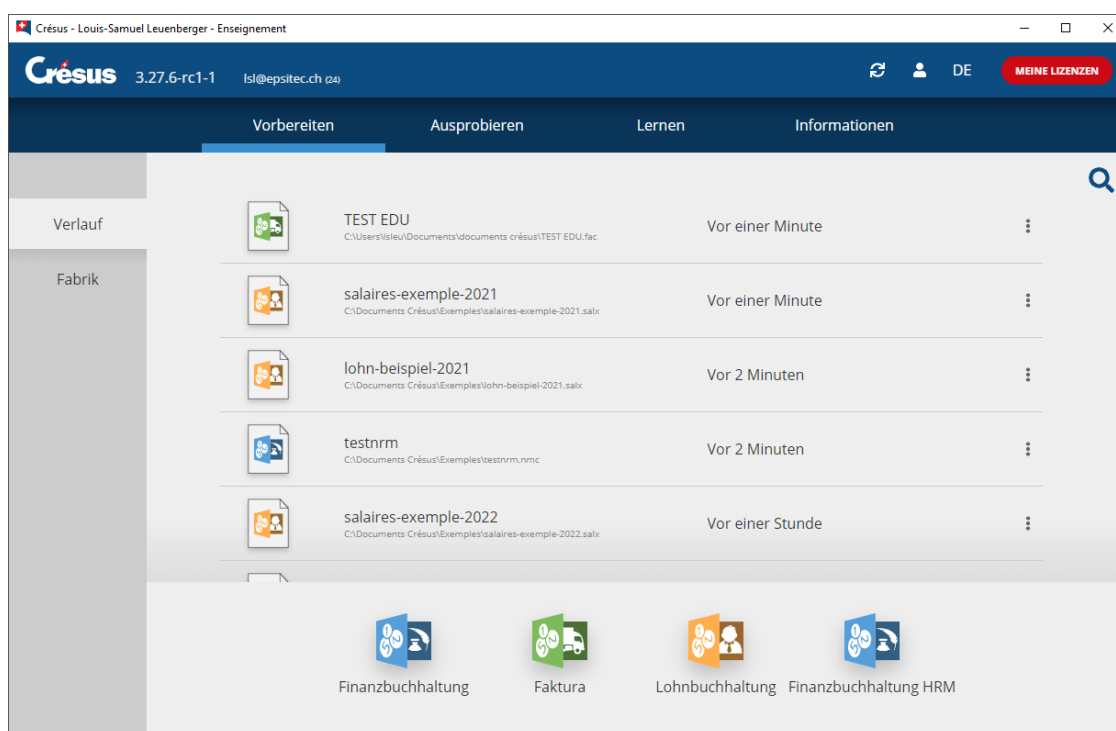 Crésus - Louis-Samuel Leuenberger - Enseignement
Crésus 3.27.6-rc1-1 lsl@epsitec.ch (24) DE MEINE LIZENZEN
Vorbereiten Ausprobieren Lernen Informationen
Verlauf
Fabrik
TEST EDU Vor einer Minute
C:\Users\lsleu\Documents\documents crésus\TEST EDU.fac
salaires-exemple-2021 Vor einer Minute
C:\Documents Crésus\Exemples\salaires-exemple-2021.salx
lohn-beispiel-2021 Vor 2 Minuten
C:\Documents Crésus\Exemples\lohn-beispiel-2021.salx
testnrm Vor 2 Minuten
C:\Documents Crésus\Exemples\testnrm.nmc
salaires-exemple-2022 Vor einer Stunde
C:\Documents Crésus\Exemples\salaires-exemple-2022.salx
Finanzbuchhaltung Faktura Lohnbuchhaltung Finanzbuchhaltung HRM